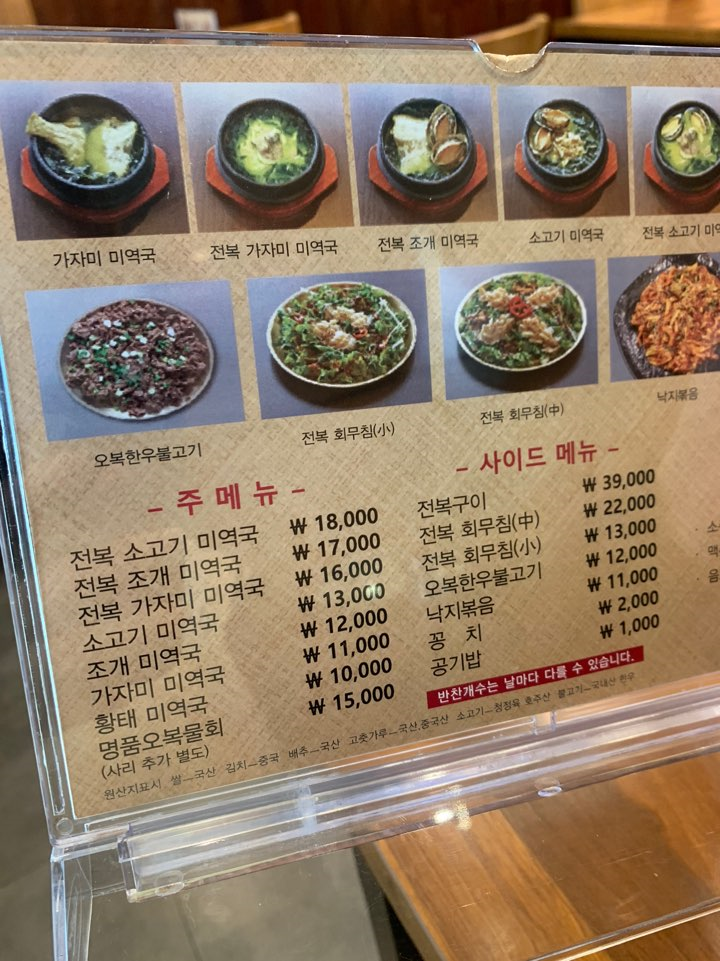 가자미 미역국
전복 가자미 미역국
전복 조개 미역국
소고기 미역국
전복 소고기
오복한우불고기
전복 회무침(小)
전복 회무침(中)
낙지볶음
- 주 메 뉴 -
전복 소고기 미역국 ₩ 18,000
전복 조개 미역국 ₩ 17,000
전복 가자미 미역국 ₩ 16,000
소고기 미역국 ₩ 13,000
조개 미역국 ₩ 12,000
가자미 미역국 ₩ 11,000
황태 미역국 ₩ 10,000
명품오복물회 ₩ 15,000
(사리 추가 별도)
- 사이드 메뉴 -
전복구이 ₩ 39,000
전복 회무침(中) ₩ 22,000
전복 회무침(小) ₩ 13,000
오복한우불고기 ₩ 12,000
낙지볶음 ₩ 11,000
꽁 치 ₩ 2,000
공기밥 ₩ 1,000
반찬개수는 날마다 다를 수 있습니다.
원산지표시 쌀-국산 김치-중국 배추-국산 고춧가루-국산,중국산 소고기-청정육 호주산 불고기-국내산 한우